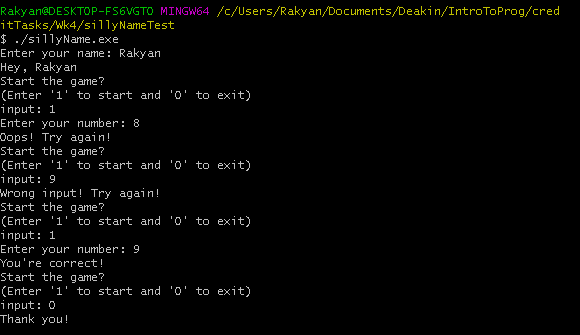 Rakyan@DESKTOP-FS6VGTO MINGW64 /c/Users/Rakyan/Documents/Deakin/IntroToProg/cred
itTasks/Wk4/sillyNameTest
$ ./sillyName.exe
Enter your name: Rakyan
Hey, Rakyan
Start the game?
(Enter '1' to start and '0' to exit)
input: 1
Enter your number: 8
Oops! Try again!
Start the game?
(Enter '1' to start and '0' to exit)
input: 9
Wrong input! Try again!
Start the game?
(Enter '1' to start and '0' to exit)
input: 1
Enter your number: 9
You're correct!
Start the game?
(Enter '1' to start and '0' to exit)
input: 0
Thank you!